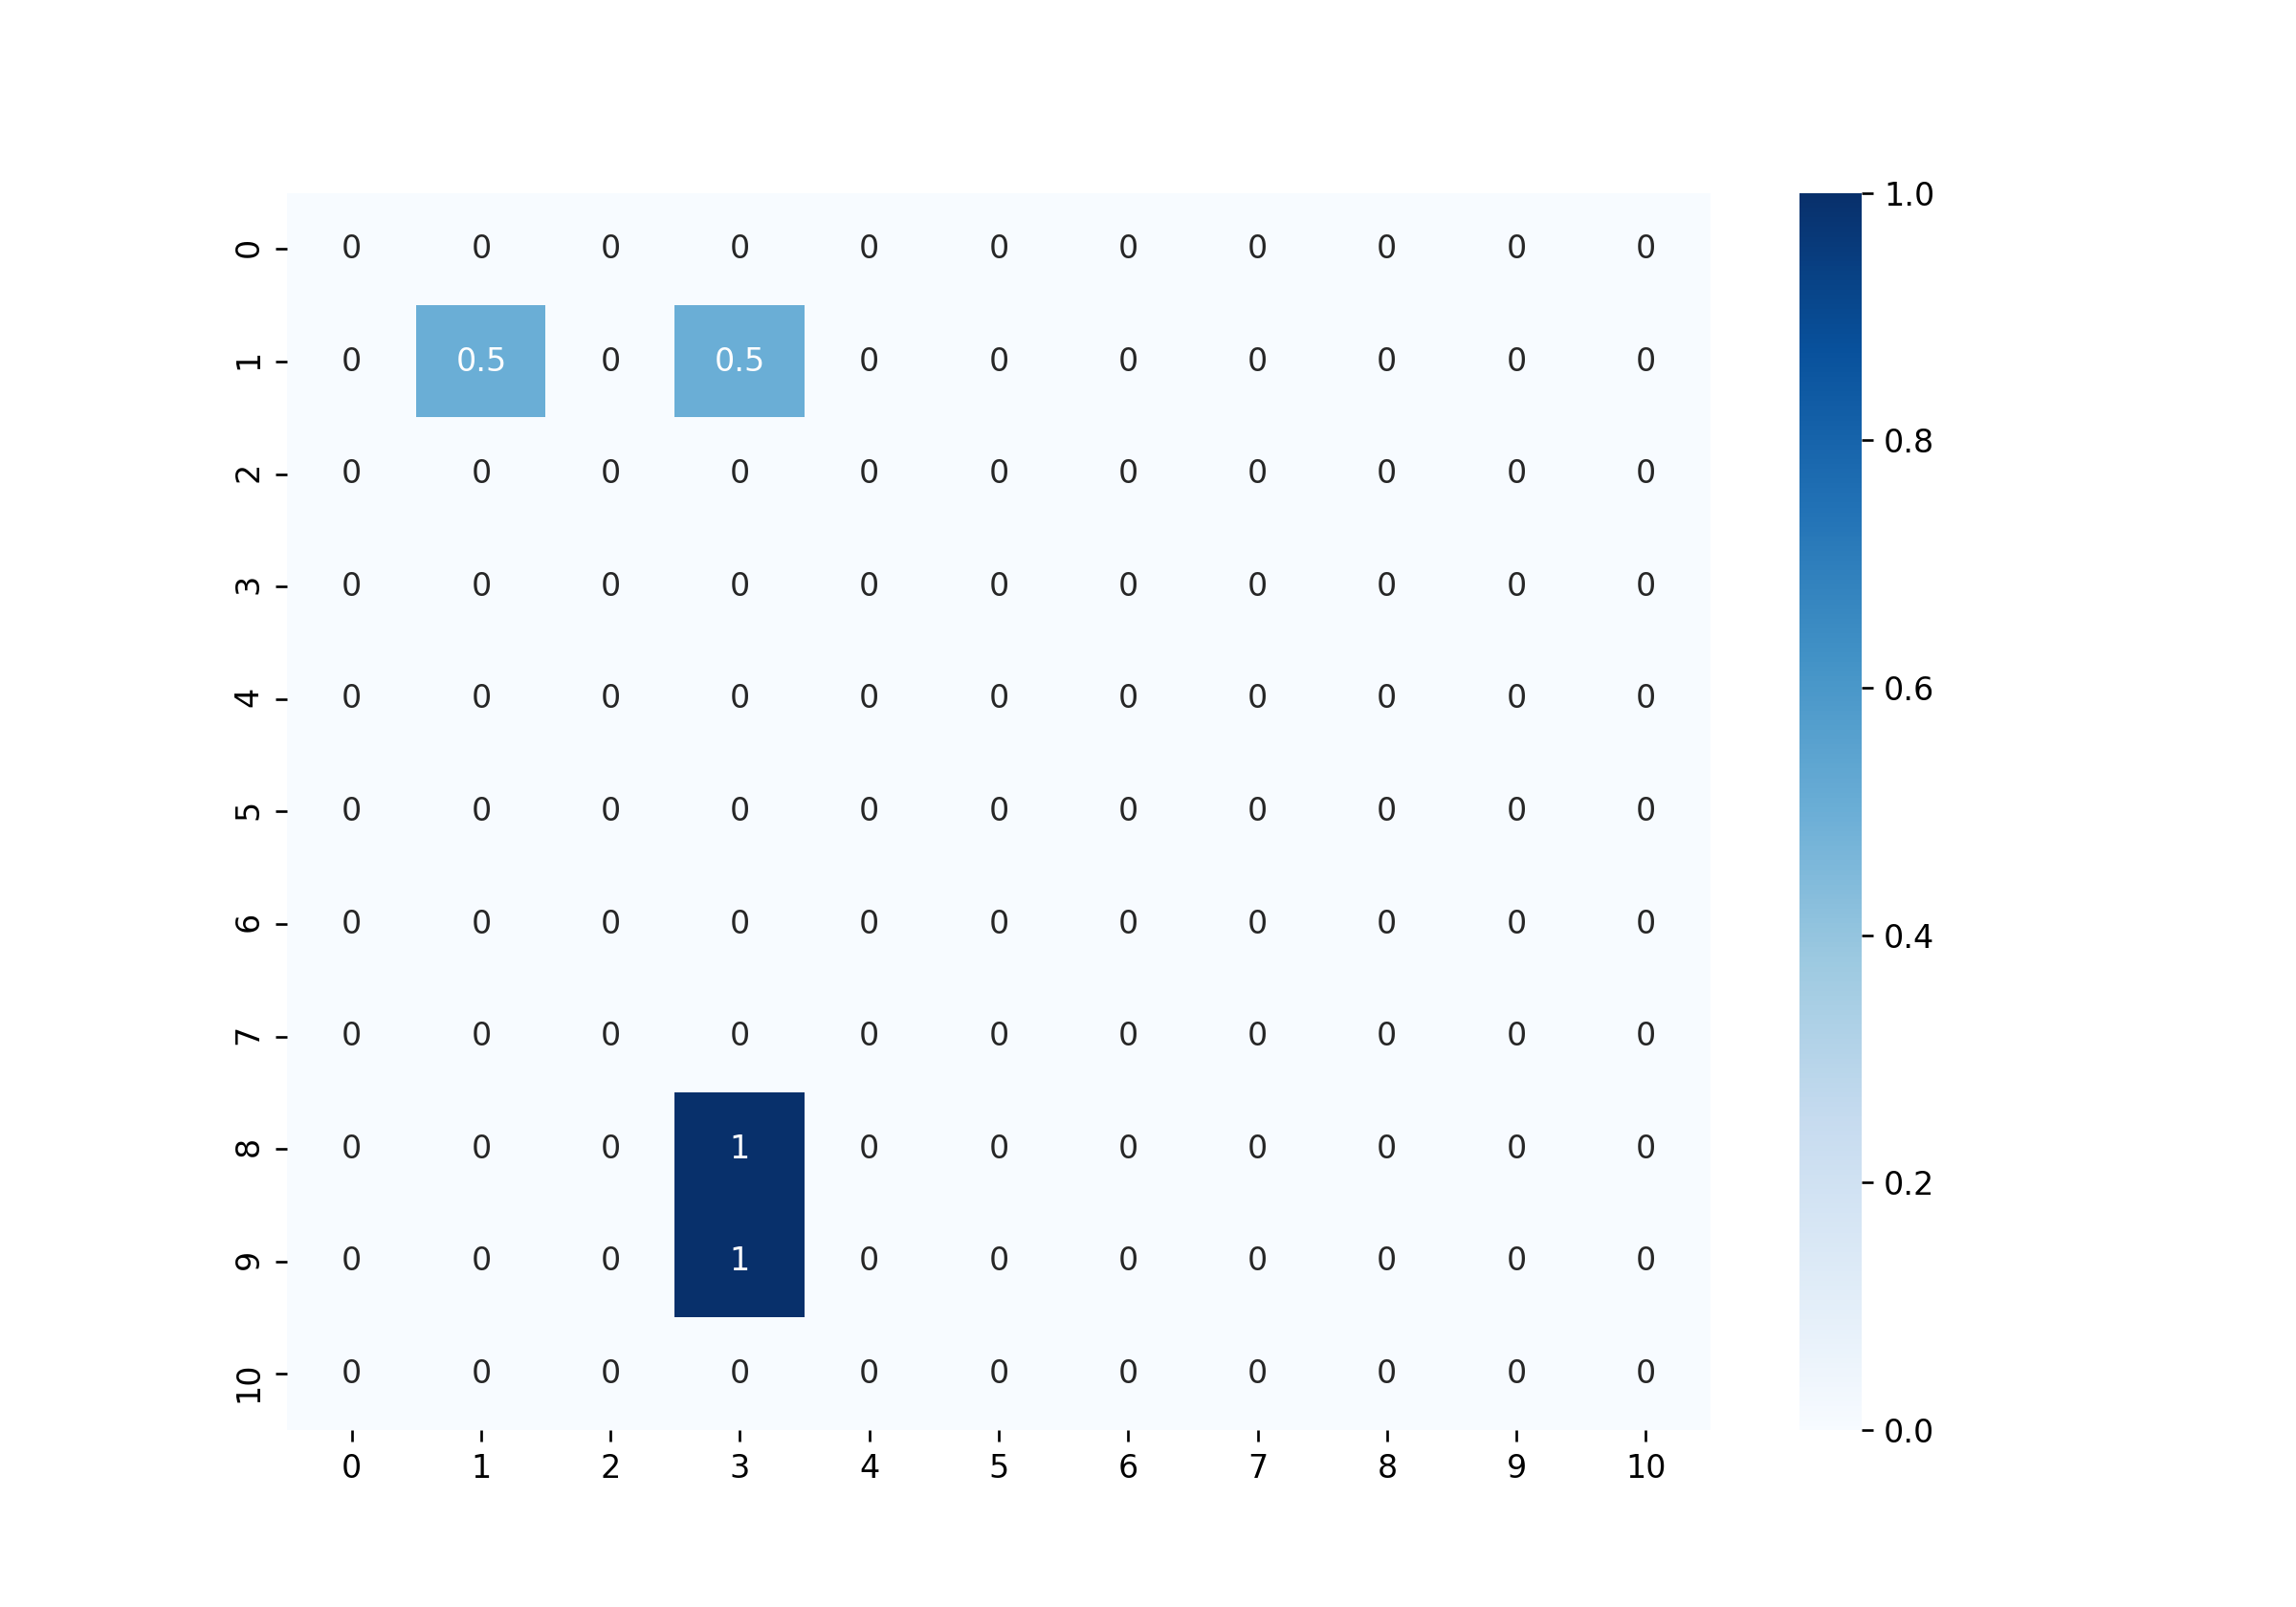 1.0
0 0 0 0 0 0 0 0 0 0 0 0
1 0 0.5 0 0.5 0 0 0 0 0 0 0
0.8
2 0 0 0 0 0 0 0 0 0 0 0
3 0 0 0 0 0 0 0 0 0 0 0
0.6
4 0 0 0 0 0 0 0 0 0 0 0
5 0 0 0 0 0 0 0 0 0 0 0
6 0 0 0 0 0 0 0 0 0 0 0
0.4
7 0 0 0 0 0 0 0 0 0 0 0
8 0 0 0 1 0 0 0 0 0 0 0
0.2
9 0 0 0 1 0 0 0 0 0 0 0
10 0 0 0 0 0 0 0 0 0 0 0
0.0
0 1 2 3 4 5 6 7 8 9 10